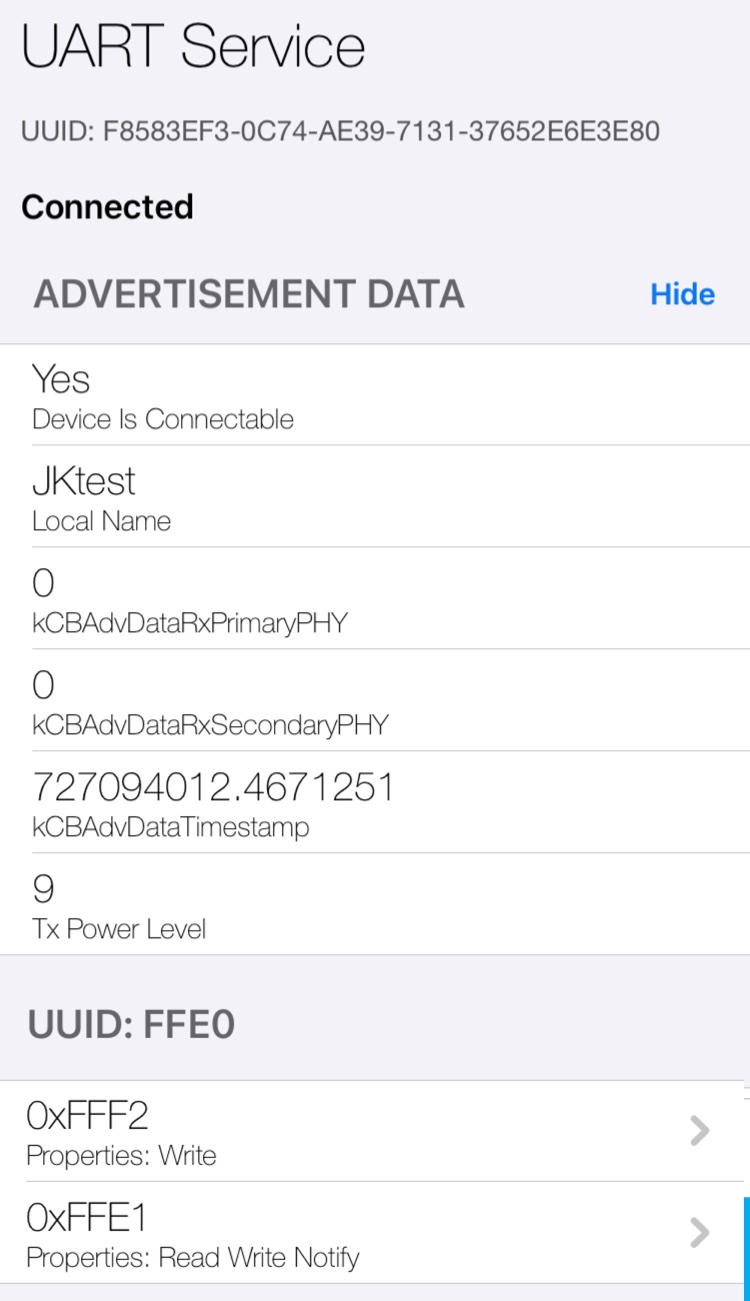 UART Service
UUID: F8583EF3-0C74-AE39-7131-37652E6E3E80
Connected
ADVERTISEMENT DATA Hide
Yes
Device Is Connectable
JKtest
Local Name
0
kCBAdvDataRxPrimaryPHY
0
kCBAdvDataRxSecondaryPHY
727094012.4671251
kCBAdvDataTimestamp
9
Tx Power Level
UUID: FFE0
0xFFF2
Properties: Write
0xFFE1
Properties: Read Write Notify